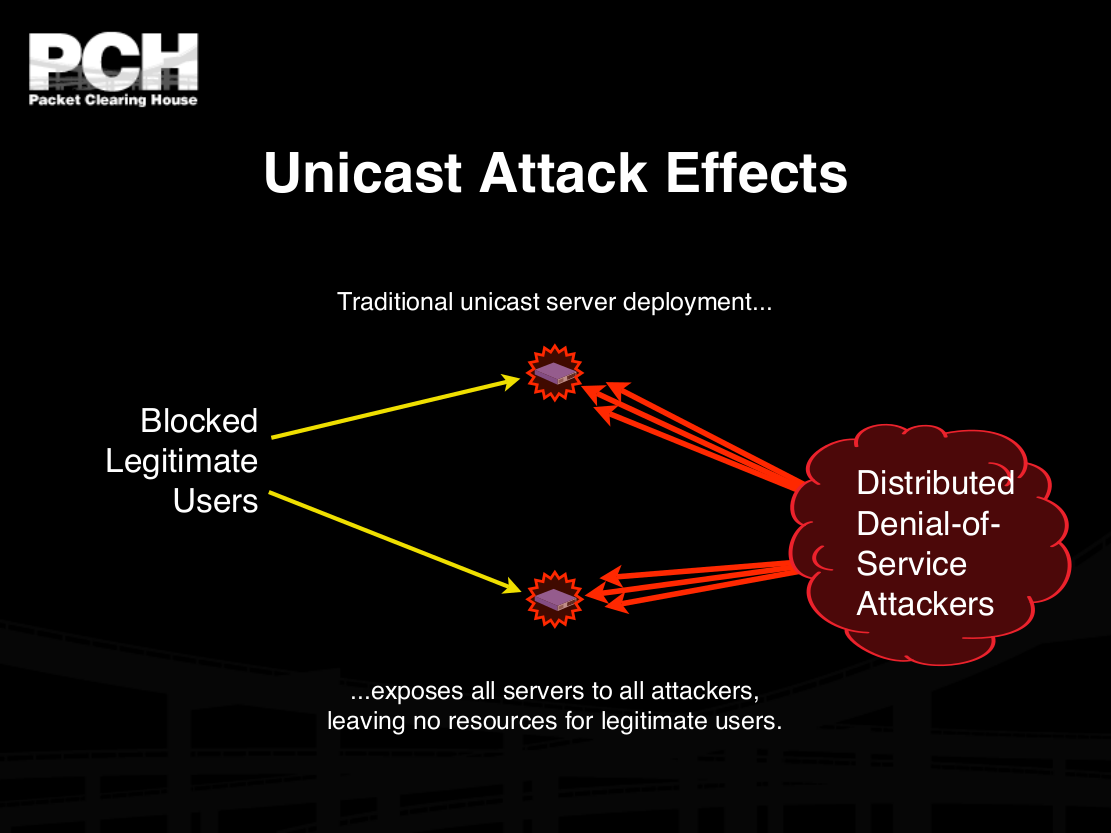 PCH
Packet Clearing House
Unicast Attack Effects
Traditional unicast server deployment...
Blocked
Legitimate
Users
Distributed
Denial-of-
Service
Attackers
...exposes all servers to all attackers,
leaving no resources for legitimate users.